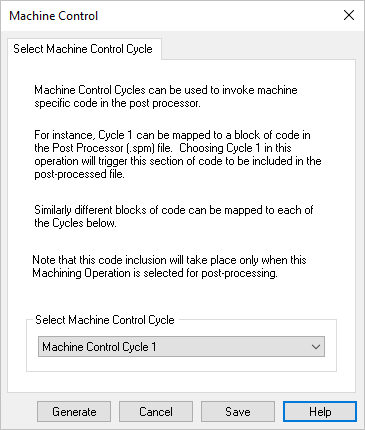 Machine Control
Select Machine Control Cycle
Machine Control Cycles can be used to invoke machine
specific code in the post processor.
For instance, Cycle 1 can be mapped to a block of code in
the Post Processor (.spm) file.  Choosing Cycle 1 in this
operation will trigger this section of code to be included in the
post-processed file.
Similarly different blocks of code can be mapped to each of
the Cycles below.
Note that this code inclusion will take place only when this
Machining Operation is selected for post-processing.
Select Machine Control Cycle
Machine Control Cycle 1
Generate Cancel Save Help